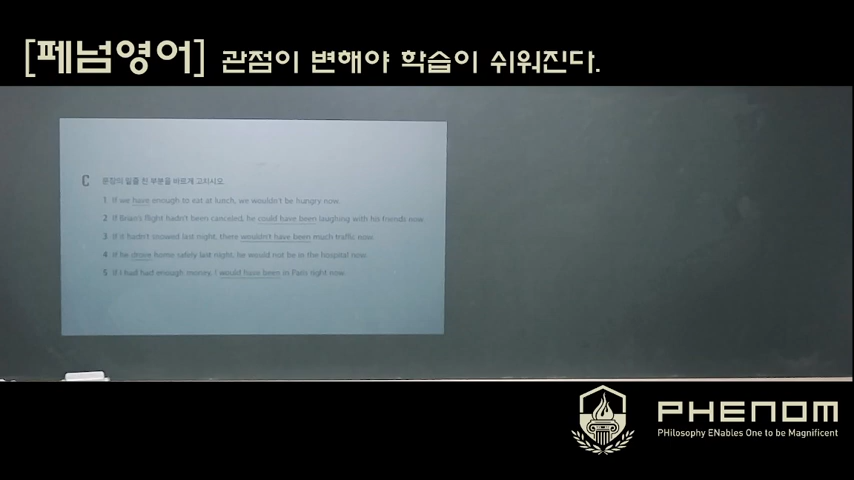 [페넘영어] 관점이 변해야 학습이 쉬워진다.
C 문장의 밑줄 친 부분을 바르게 고치시오.
1 If we have enough to eat at lunch, we wouldn't be hungry now.
2 If Brian's flight hadn't been canceled, he could have been laughing with his friends now.
3 If it hadn't snowed last night, there wouldn't have been much traffic now.
4 If he drove home safely last night, he would not be in the hospital now.
5 If I had had enough money, I would have been in Paris right now.
PHENOM
PHilosophy ENables One to be Magnificent